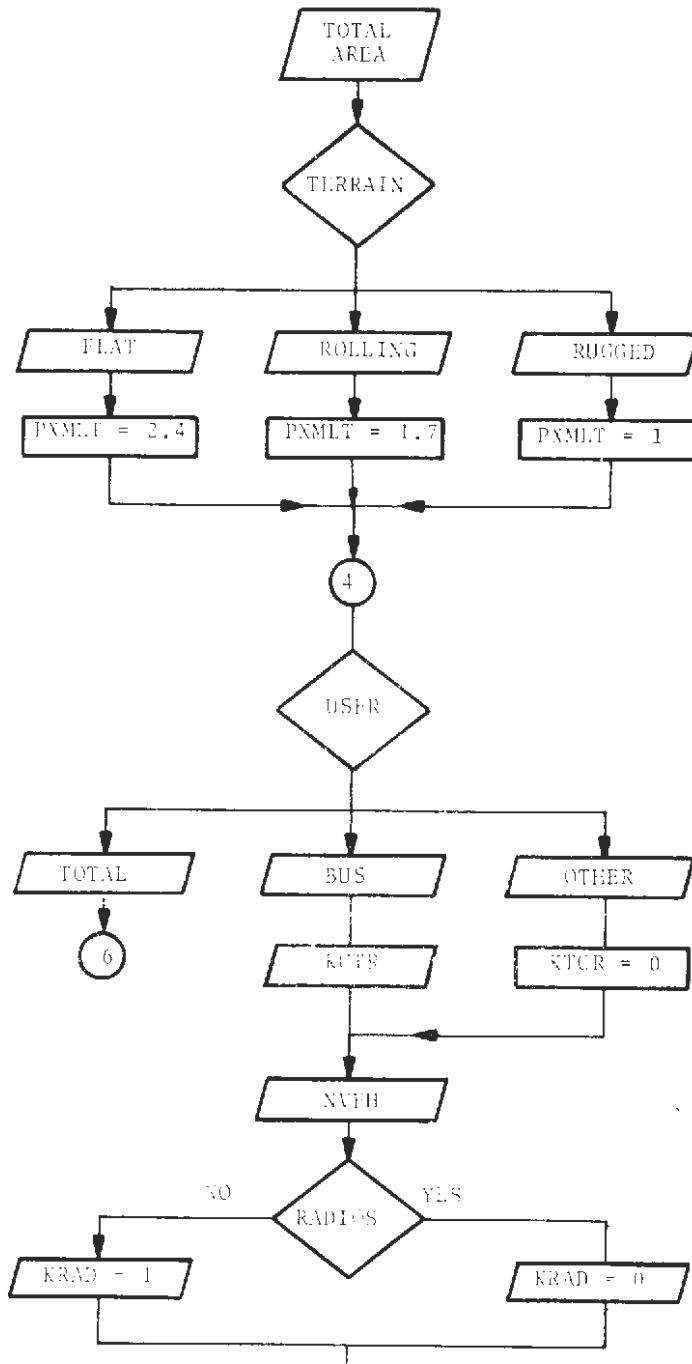 TOTAL
AREA
TERRAIN
FLAT
ROLLING
RUGGED
PXMLT = 2.4
PXMLT = 1.7
PXMLT = 1
4
USER
TOTAL
BUS
OTHER
6
KTCR = 0
NVEH
NO
YES
RADIOS
KRAD = 1
KRAD = 0